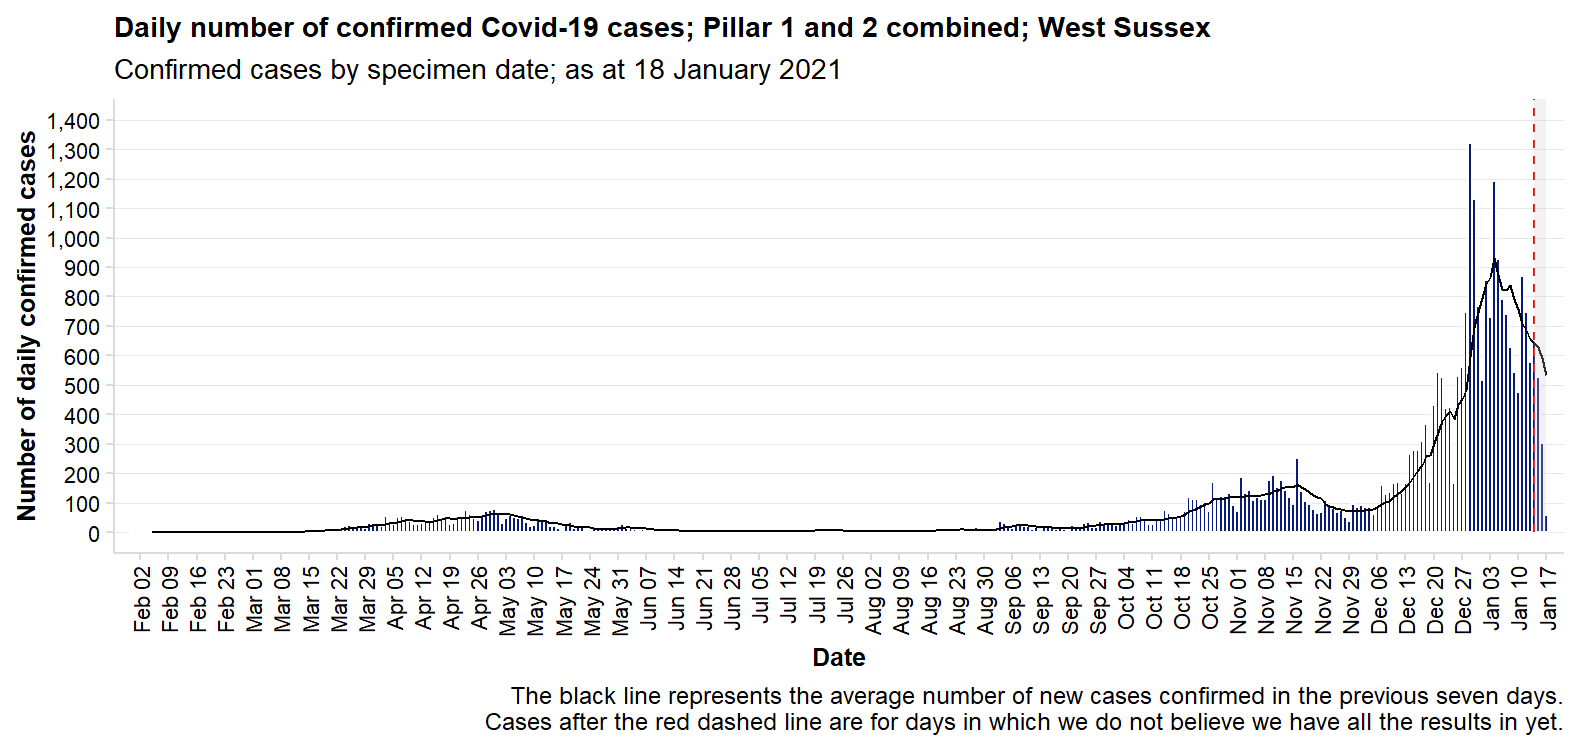 Daily number of confirmed Covid-19 cases; Pillar 1 and 2 combined; West Sussex
Confirmed cases by specimen date; as at 18 January 2021
Number of daily confirmed cases
1,400
1,300
1,200
1,100
1,000
900
800
700
600
500
400
300
200
100
0
Feb 02
Feb 09
Feb 16
Feb 23
Mar 01
Mar 08
Mar 15
Mar 22
Mar 29
Apr 05
Apr 12
Apr 19
Apr 26
May 03
May 10
May 17
May 24
May 31
Jun 07
Jun 14
Jun 21
Jun 28
Jul 05
Jul 12
Jul 19
Jul 26
Aug 02
Aug 09
Aug 16
Aug 23
Aug 30
Sep 06
Sep 13
Sep 20
Sep 27
Oct 04
Oct 11
Oct 18
Oct 25
Nov 01
Nov 08
Nov 15
Nov 22
Nov 29
Dec 06
Dec 13
Dec 20
Dec 27
Jan 03
Jan 10
Jan 17
Date
The black line represents the average number of new cases confirmed in the previous seven days.
Cases after the red dashed line are for days in which we do not believe we have all the results in yet.